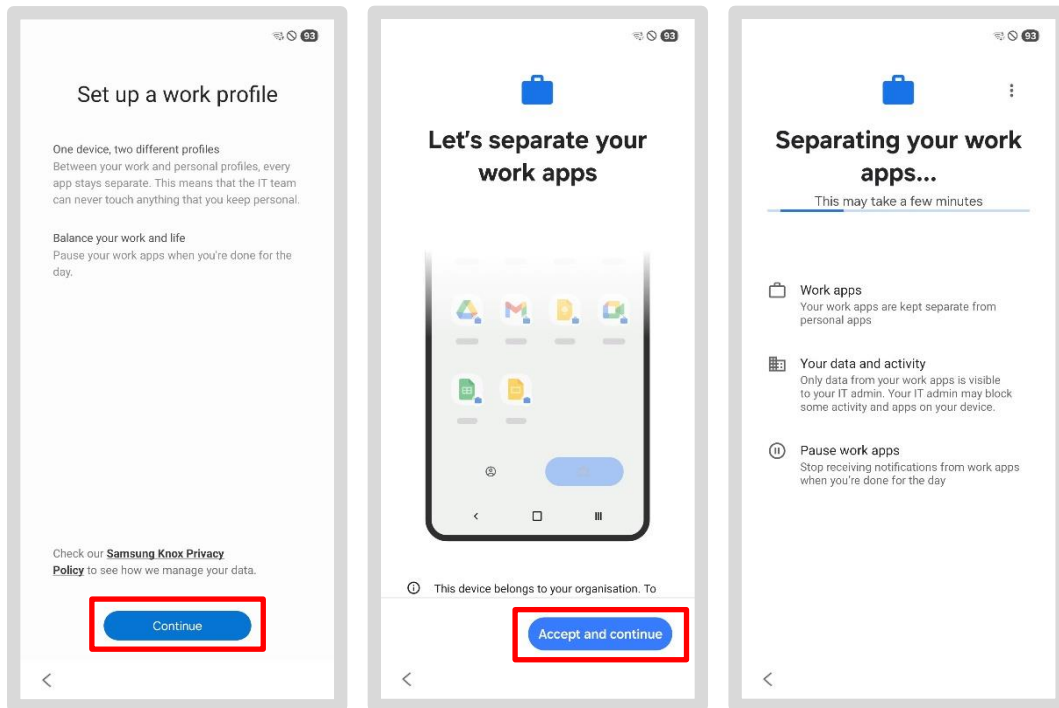 93
Set up a work profile
One device, two different profiles
Between your work and personal profiles, every
app stays separate. This means that the IT team
can never touch anything that you keep personal.
Balance your work and life
Pause your work apps when you're done for the
day.
Check our Samsung Knox Privacy
Policy to see how we manage your data.
Continue
93
Let's separate your
work apps
This device belongs to your organisation. To
Accept and continue
93
Separating your work
apps...
This may take a few minutes
Work apps
Your work apps are kept separate from
personal apps
Your data and activity
Only data from your work apps is visible
to your IT admin. Your IT admin may block
some activity and apps on your device.
Pause work apps
Stop receiving notifications from work apps
when you're done for the day